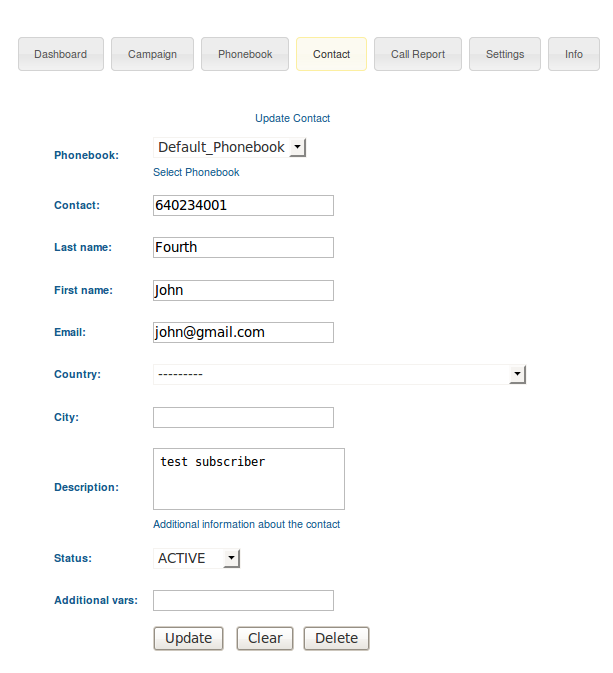 Dashboard Campaign Phonebook Contact Call Report Settings Info
Update Contact
Phonebook: Default_Phonebook
Select Phonebook
Contact: 640234001
Last name: Fourth
First name: John
Email: john@gmail.com
Country: ---------
City:
Description: test subscriber
Additional information about the contact
Status: ACTIVE
Additional vars:
Update Clear Delete